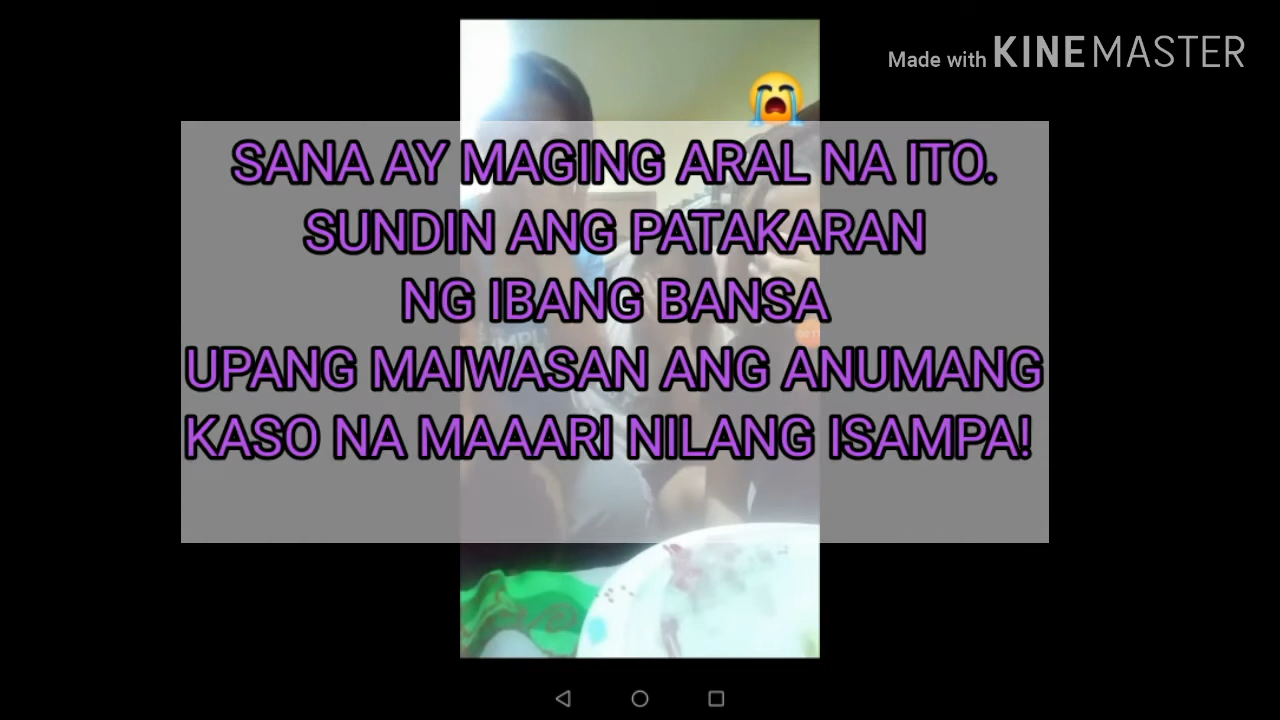 Made with KINEMASTER
SANA AY MAGING ARAL NA ITO.
SUNDIN ANG PATAKARAN
NG IBANG BANSA
UPANG MAIWASAN ANG ANUMANG
KASO NA MAAARI NILANG ISAMPA!